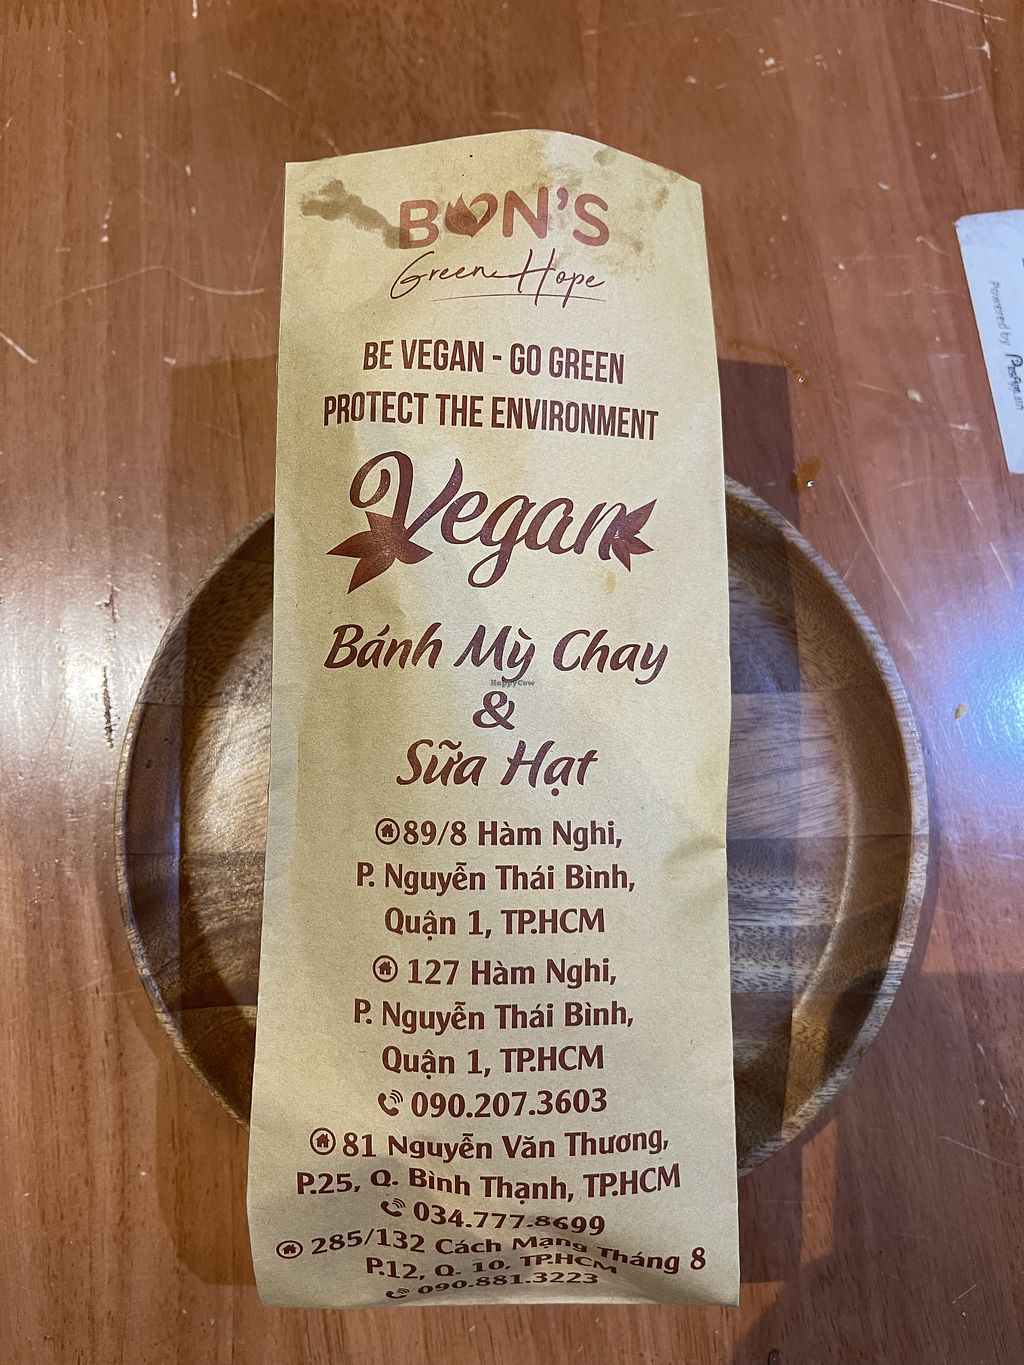 BON'S
Green Hope
BE VEGAN - GO GREEN
PROTECT THE ENVIRONMENT
Vegan
Bánh Mỳ Chay
HappyCow
&
Sữa Hạt
89/8 Hàm Nghi,
P. Nguyễn Thái Bình,
Quận 1, TP.HCM
127 Hàm Nghi,
P. Nguyễn Thái Bình,
Quận 1, TP.HCM
090.207.3603
81 Nguyễn Văn Thương,
P.25, Q. Bình Thạnh, TP.HCM
034.777.8699
285/132 Cách Mạng Tháng 8
P.12, Q. 10, TP.HCM
090.881.3223
Powered by